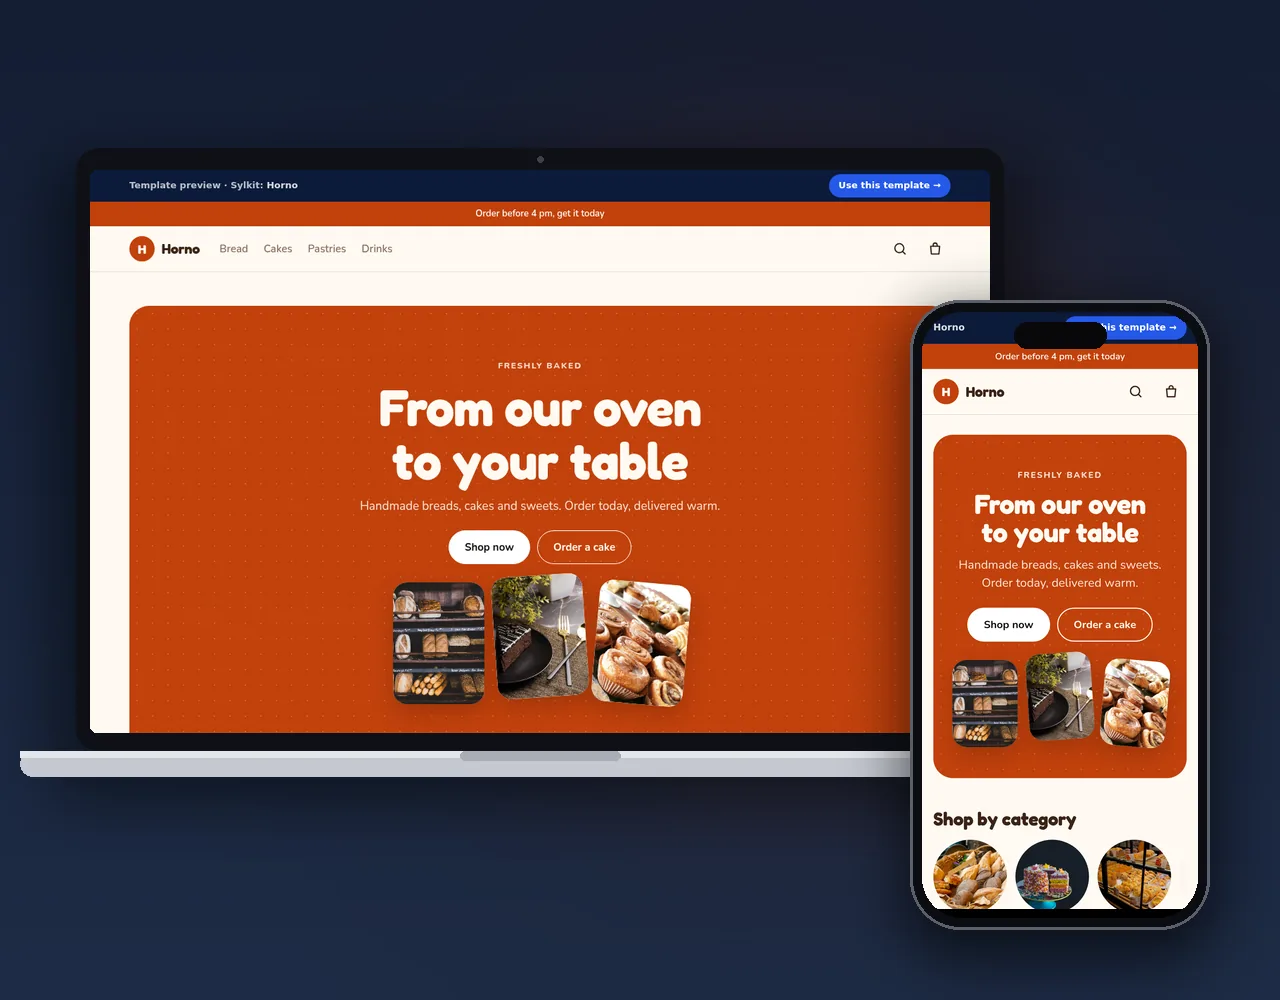 Template preview · Sylkit: Horno
Use this template →
Order before 4 pm, get it today
H Horno Bread Cakes Pastries Drinks
FRESHLY BAKED
From our oven
to your table
Handmade breads, cakes and sweets. Order today, delivered warm.
Shop now Order a cake
Horno
this template →
Order before 4 pm, get it today
H Horno
FRESHLY BAKED
From our oven
to your table
Handmade breads, cakes and sweets.
Order today, delivered warm.
Shop now Order a cake
Shop by category